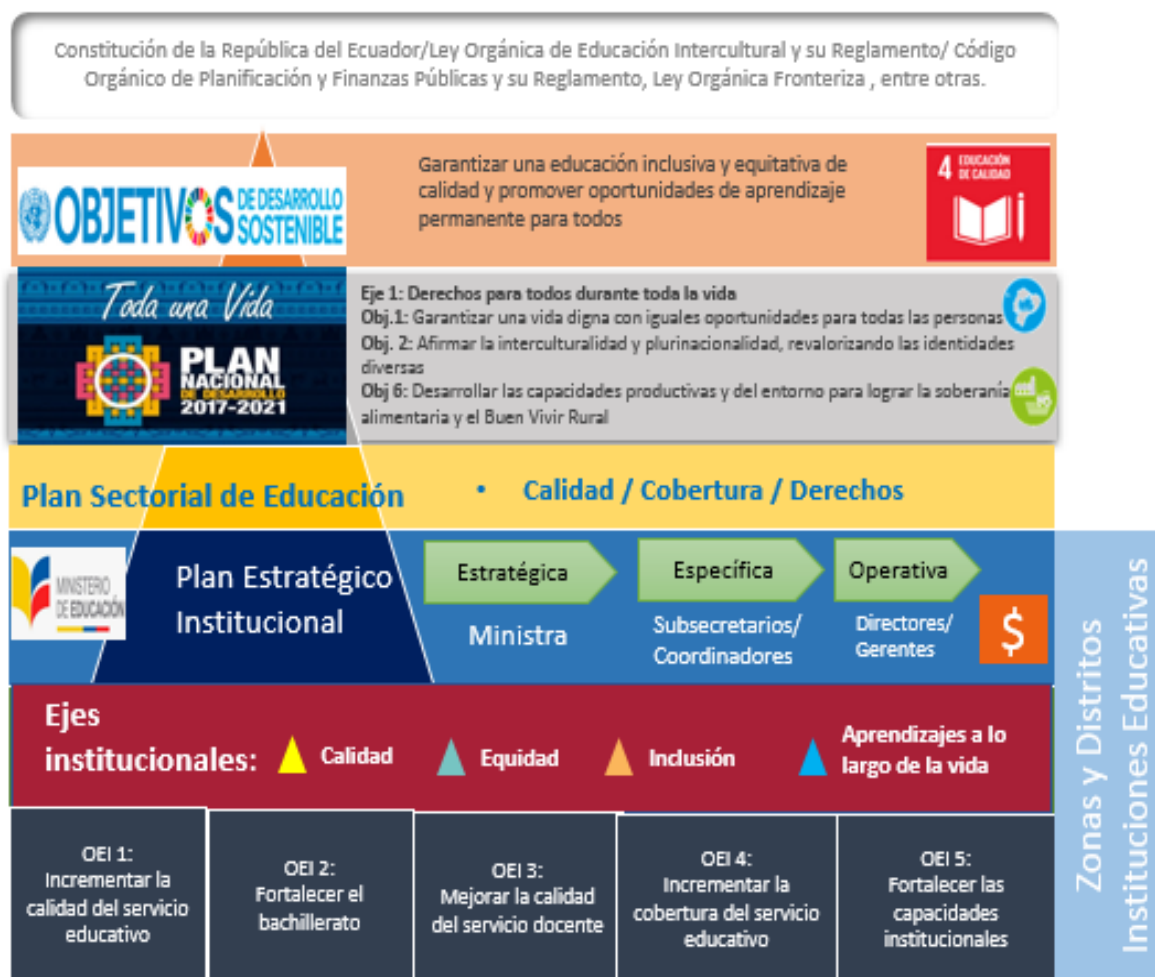 Constitución de la República del Ecuador/Ley Orgánica de Educación Intercultural y su Reglamento/ Código
Orgánico de Planificación y Finanzas Públicas y su Reglamento, Ley Orgánica Fronteriza , entre otras.
OBJETIVOS DE DESARROLLO
SOSTENIBLE
Garantizar una educación inclusiva y equitativa de
calidad y promover oportunidades de aprendizaje
permanente para todos
4 EDUCACIÓN
DE CALIDAD
Toda una Vida
PLAN
NACIONAL
DE DESARROLLO
2017-2021
Eje 1: Derechos para todos durante toda la vida
Obj.1: Garantizar una vida digna con iguales oportunidades para todas las personas
Obj. 2: Afirmar la interculturalidad y plurinacionalidad, revalorizando las identidades
diversas
Obj 6: Desarrollar las capacidades productivas y del entorno para lograr la soberanía
alimentaria y el Buen Vivir Rural
Plan Sectorial de Educación
• Calidad / Cobertura / Derechos
MINISTERIO
DE EDUCACIÓN
Plan Estratégico
Institucional
Estratégica
Ministra
Específica
Subsecretarios/
Coordinadores
Operativa
Directores/
Gerentes
$
Ejes
institucionales:
Calidad
Equidad
Inclusión
Aprendizajes a lo
largo de la vida
OEI 1:
Incrementar la
calidad del servicio
educativo
OEI 2:
Fortalecer el
bachillerato
OEI 3:
Mejorar la calidad
del servicio docente
OEI 4:
Incrementar la
cobertura del servicio
educativo
OEI 5:
Fortalecer las
capacidades
institucionales
Zonas y Distritos
Instituciones Educativas